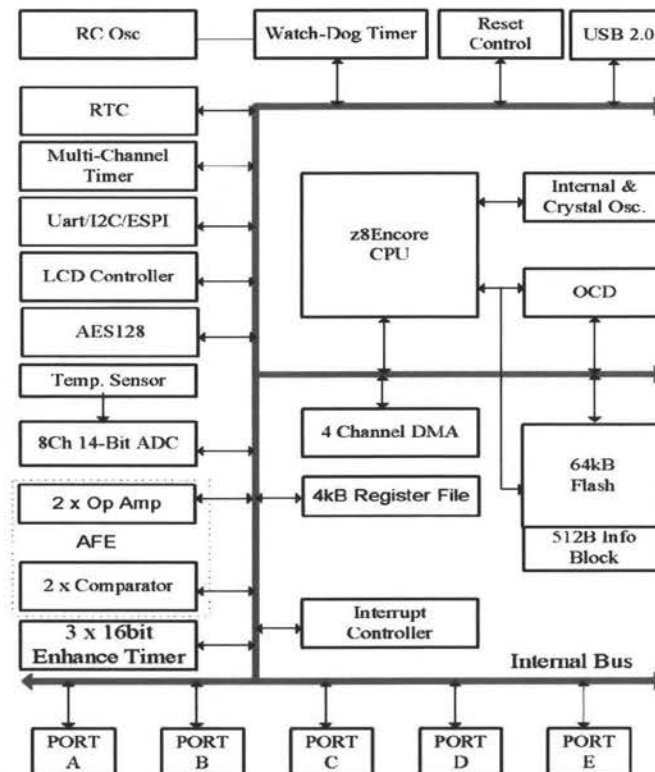 RC Osc
Watch-Dog Timer
Reset
Control
USB 2.0
RTC
Multi-Channel
Timer
Uart/I2C/ESPI
LCD Controller
AES128
Temp. Sensor
8Ch 14-Bit ADC
2 x Op Amp
AFE
2 x Comparator
3 x 16bit
Enhance Timer
z8Encore
CPU
Internal &
Crystal Osc.
OCD
4 Channel DMA
4kB Register File
64kB
Flash
512B Info
Block
Interrupt
Controller
Internal Bus
PORT
A
PORT
B
PORT
C
PORT
D
PORT
E